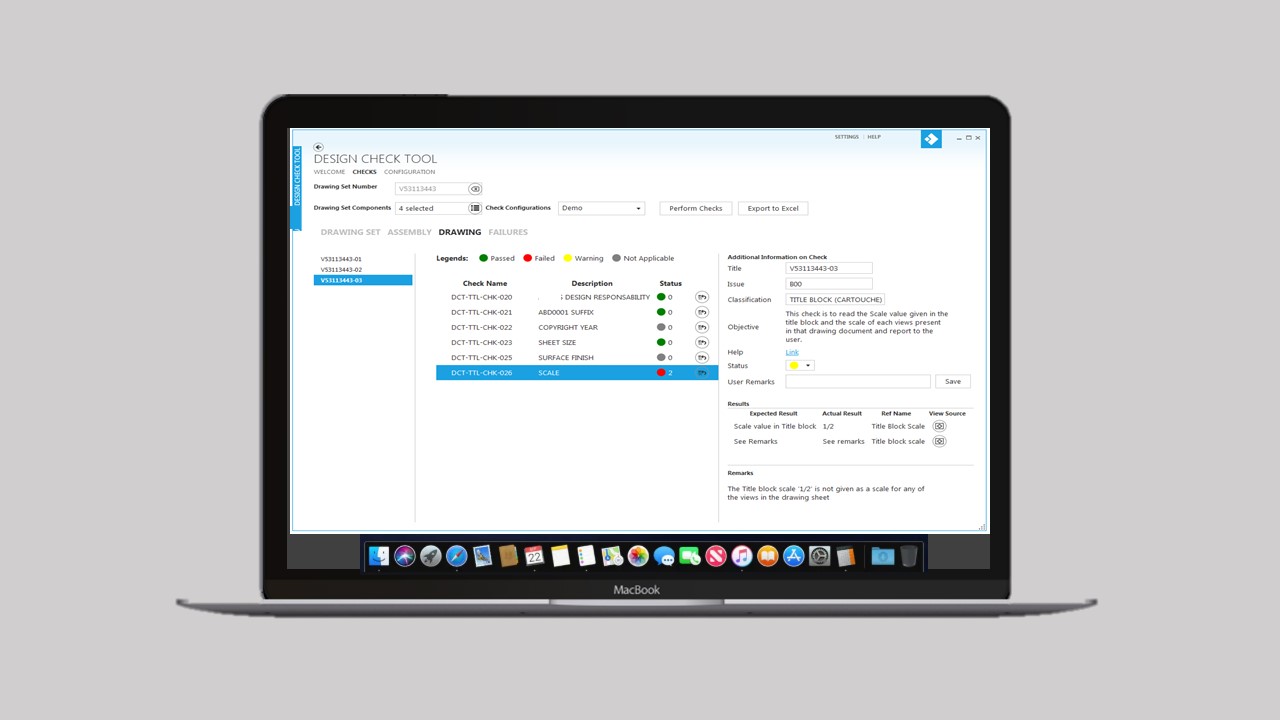 SETTINGS | HELP
DESIGN CHECK TOOL
DESIGN CHECK TOOL
WELCOME CHECKS CONFIGURATION
Drawing Set Number V53113443
Drawing Set Components 4 selected Check Configurations Demo Perform Checks Export to Excel
DRAWING SET ASSEMBLY DRAWING FAILURES
V53113443-01
V53113443-02
V53113443-03
Legends: Passed Failed Warning Not Applicable
Check Name Description Status
DCT-TTL-CHK-020 DESIGN RESPONSABILITY 0
DCT-TTL-CHK-021 ABD0001 SUFFIX 0
DCT-TTL-CHK-022 COPYRIGHT YEAR 0
DCT-TTL-CHK-023 SHEET SIZE 0
DCT-TTL-CHK-025 SURFACE FINISH 0
DCT-TTL-CHK-026 SCALE 2
Additional Information on Check
Title V53113443-03
Issue B00
Classification TITLE BLOCK (CARTOUCHE)
Objective This check is to read the Scale value given in the
title block and the scale of each views present
in that drawing document and report to the
user.
Help Link
Status
User Remarks Save
Results
Expected Result Actual Result Ref Name View Source
Scale value in Title block 1/2 Title Block Scale
See Remarks See remarks Title block scale
Remarks
The Title block scale '1/2' is not given as a scale for any of
the views in the drawing sheet
22
MacBook